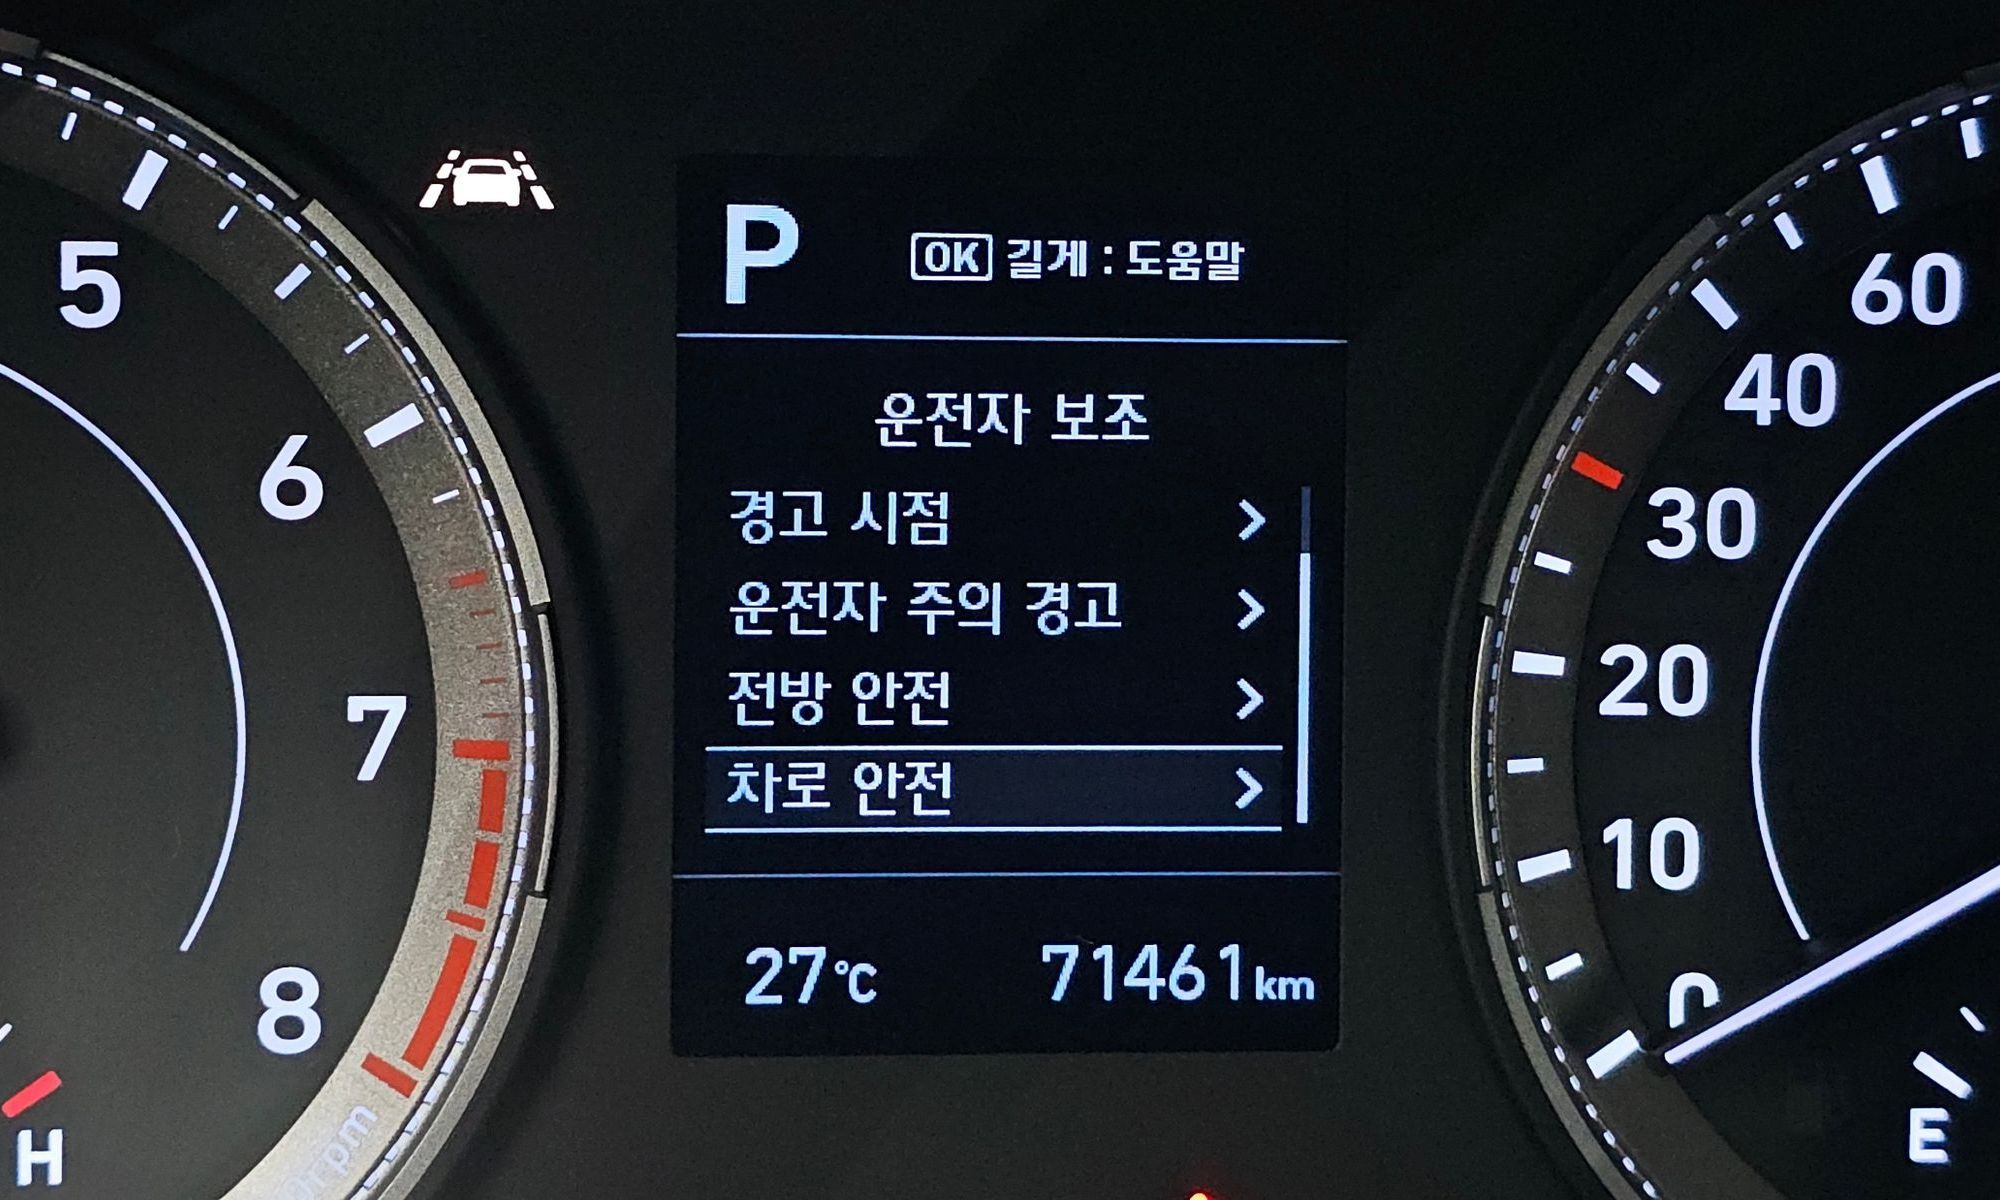 P
OK 길게 : 도움말
운전자 보조
경고 시점
운전자 주의 경고
전방 안전
차로 안전
27℃ 71461km
5
6
7
8
H
60
40
30
20
10
0
E